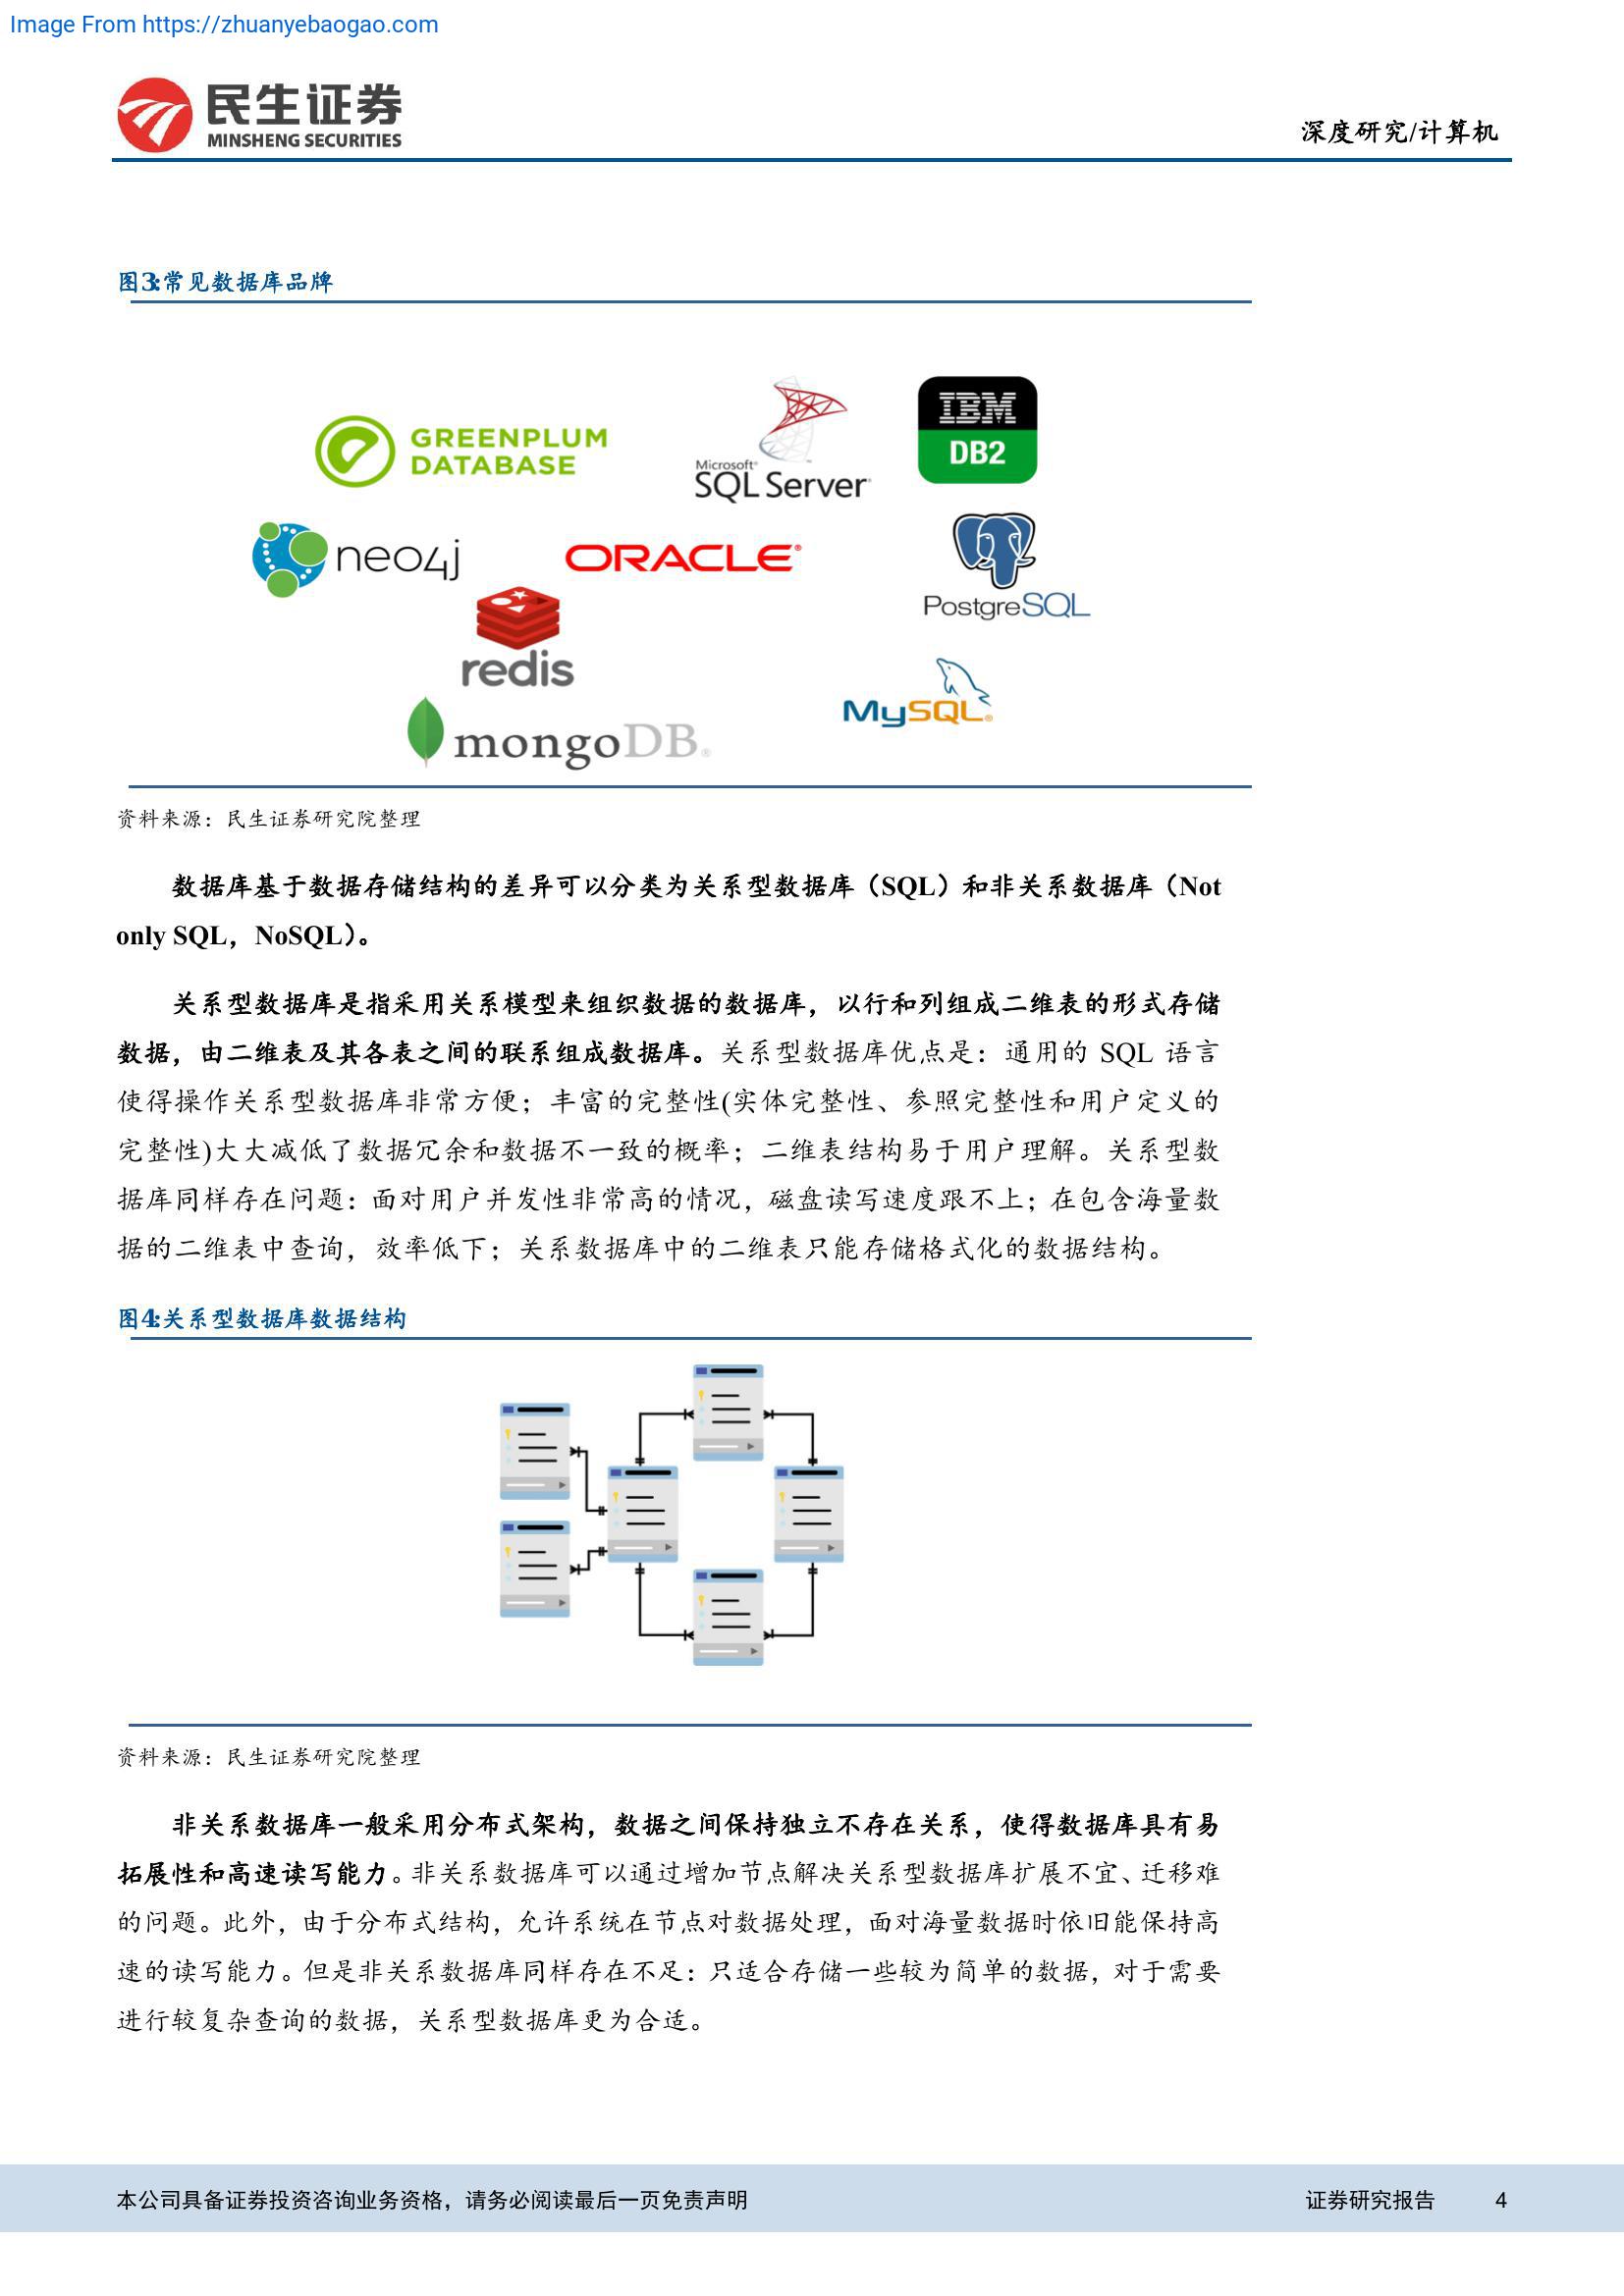 Image From https://zhuanyebaogao.com
民生证券
MINSHENG SECURITIES
深度研究/计算机
图3:常见数据库品牌
GREENPLUM
DATABASE
Microsoft®
SQL Server®
IBM
DB2
neo4j
ORACLE®
PostgreSQL
redis
MySQL®
mongoDB®
资料来源：民生证券研究院整理
数据库基于数据存储结构的差异可以分类为关系型数据库（SQL）和非关系数据库（Not
only SQL，NoSQL）。
关系型数据库是指采用关系模型来组织数据的数据库，以行和列组成二维表的形式存储
数据，由二维表及其各表之间的联系组成数据库。关系型数据库优点是：通用的 SQL 语言
使得操作关系型数据库非常方便；丰富的完整性(实体完整性、参照完整性和用户定义的
完整性)大大减低了数据冗余和数据不一致的概率；二维表结构易于用户理解。关系型数
据库同样存在问题：面对用户并发性非常高的情况，磁盘读写速度跟不上；在包含海量数
据的二维表中查询，效率低下；关系数据库中的二维表只能存储格式化的数据结构。
图4:关系型数据库数据结构
资料来源：民生证券研究院整理
非关系数据库一般采用分布式架构，数据之间保持独立不存在关系，使得数据库具有易
拓展性和高速读写能力。非关系数据库可以通过增加节点解决关系型数据库扩展不宜、迁移难
的问题。此外，由于分布式结构，允许系统在节点对数据处理，面对海量数据时依旧能保持高
速的读写能力。但是非关系数据库同样存在不足：只适合存储一些较为简单的数据，对于需要
进行较复杂查询的数据，关系型数据库更为合适。
本公司具备证券投资咨询业务资格，请务必阅读最后一页免责声明
证券研究报告 4